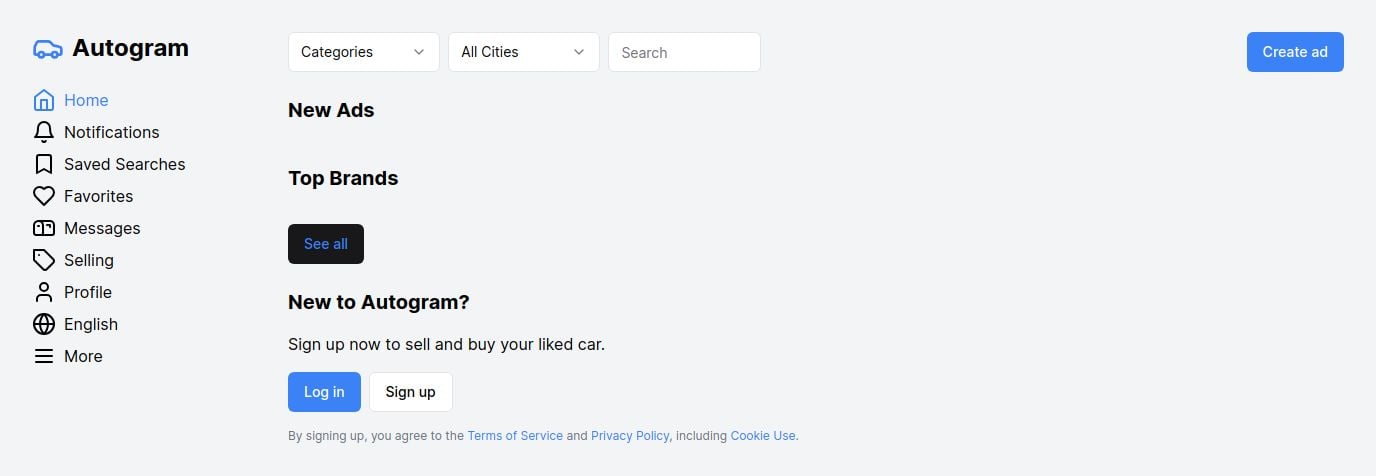 Autogram
Home
Notifications
Saved Searches
Favorites
Messages
Selling
Profile
English
More
Categories
All Cities
Search
Create ad
New Ads
Top Brands
See all
New to Autogram?
Sign up now to sell and buy your liked car.
Log in
Sign up
By signing up, you agree to the Terms of Service and Privacy Policy, including Cookie Use.